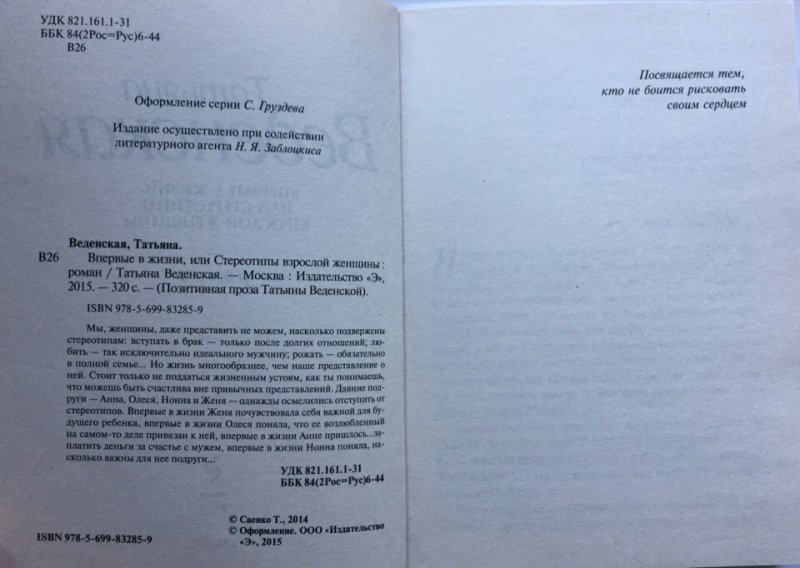 УДК 821.161.1-31
ББК 84(2Рос=Рус)6-44
В26
Оформление серии С. Груздева
Издание осуществлено при содействии
литературного агента Н. Я. Заблоцкиса
Веденская, Татьяна.
В26 Впервые в жизни, или Стереотипы взрослой женщины :
роман / Татьяна Веденская. — Москва : Издательство «Э»,
2015. — 320 с. — (Позитивная проза Татьяны Веденской).
ISBN 978-5-699-83285-9
Мы, женщины, даже представить не можем, насколько подвержены
стереотипам: вступать в брак — только после долгих отношений; лю-
бить — так исключительно идеального мужчину; рожать — обязательно
в полной семье... Но жизнь многообразнее, чем наше представление о
ней. Стоит только не поддаться жизненным устоям, как ты понимаешь,
что можешь быть счастлива вне привычных представлений. Давние под-
руги — Анна, Олеся, Нонна и Женя — однажды осмелились отступить от
стереотипов. Впервые в жизни Женя почувствовала себя важной для бу-
дущего ребенка, впервые в жизни Олеся поняла, что ее возлюбленный
на самом-то деле привязан к ней, впервые в жизни Анне пришлось...за-
платить деньги за счастье с мужем, впервые в жизни Нонна поняла, на-
сколько важны для нее подруги...
УДК 821.161.1-31
ББК 84(2Рос=Рус)6-44
© Саенко Т., 2014
© Оформление. ООО «Издательство
«Э», 2015
ISBN 978-5-699-83285-9
Посвящается тем,
кто не боится рисковать
своим сердцем